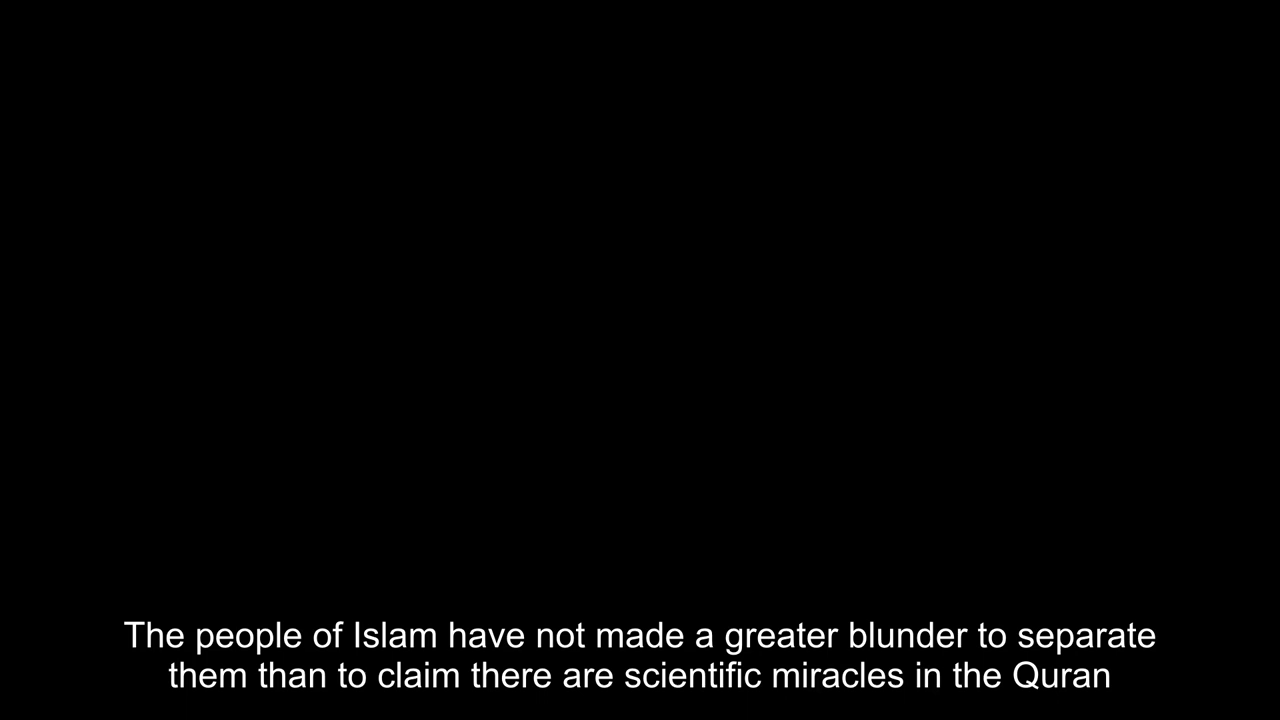 The people of Islam have not made a greater blunder to separate
them than to claim there are scientific miracles in the Quran